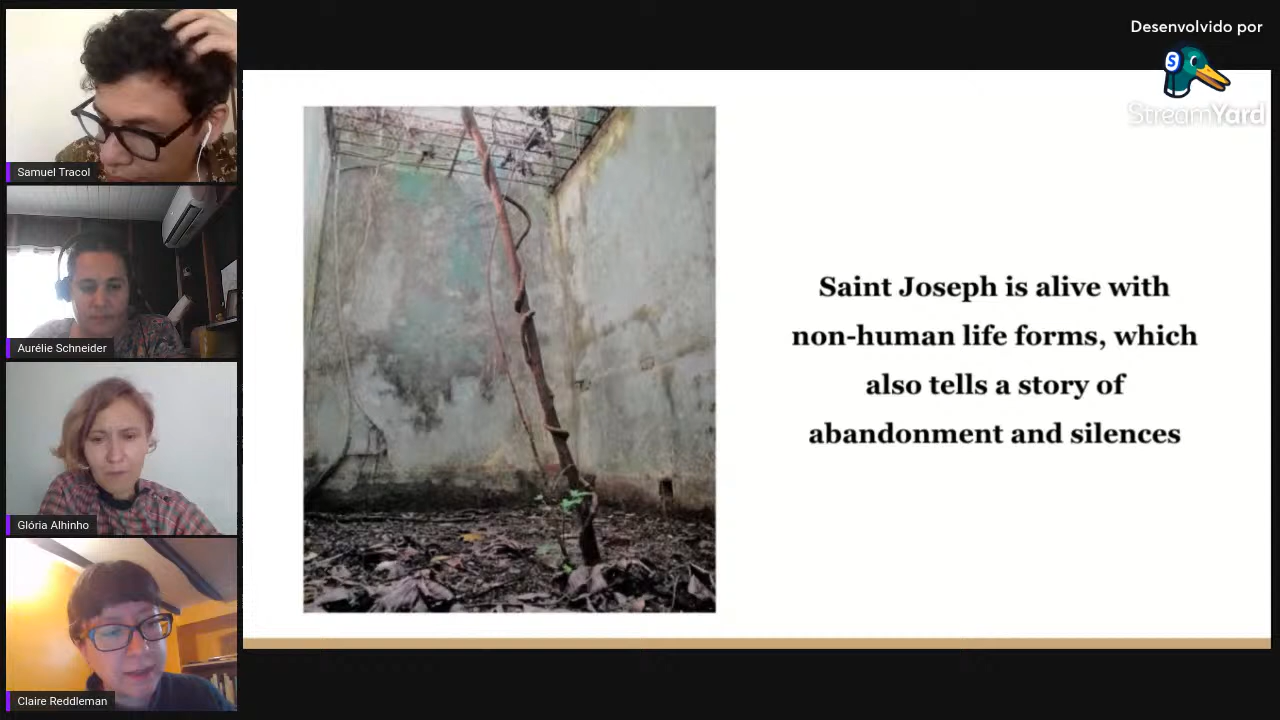 Samuel Tracol
Aurélie Schneider
Glória Alhinho
Claire Reddleman
Saint Joseph is alive with
non-human life forms, which
also tells a story of
abandonment and silences
Desenvolvido por
S
StreamYard